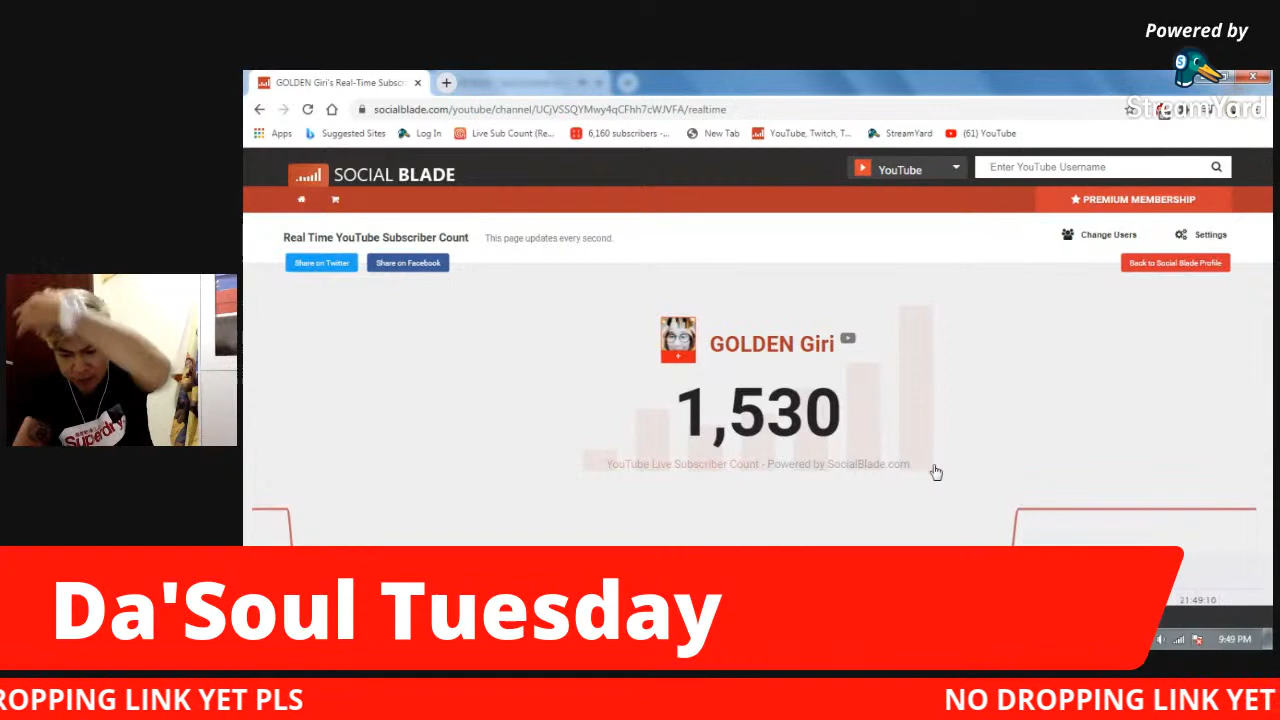 Powered by
StreamYard
GOLDEN Giri's Real-Time Subscr
socialblade.com/youtube/channel/UCjVSSQYMwy4qCFhh7cWJVFA/realtime
Apps Suggested Sites Log In Live Sub Count (Re... 6,160 subscribers -... New Tab YouTube, Twitch, T... StreamYard (61) YouTube
SOCIAL BLADE YouTube Enter YouTube Username
PREMIUM MEMBERSHIP
Real Time YouTube Subscriber Count This page updates every second. Change Users Settings
Share on Twitter Share on Facebook Back to Social Blade Profile
GOLDEN Giri
1,530
YouTube Live Subscriber Count - Powered by SocialBlade.com
Superdry
21:49:10
Da'Soul Tuesday
9:49 PM
ROPPING LINK YET PLS NO DROPPING LINK YET